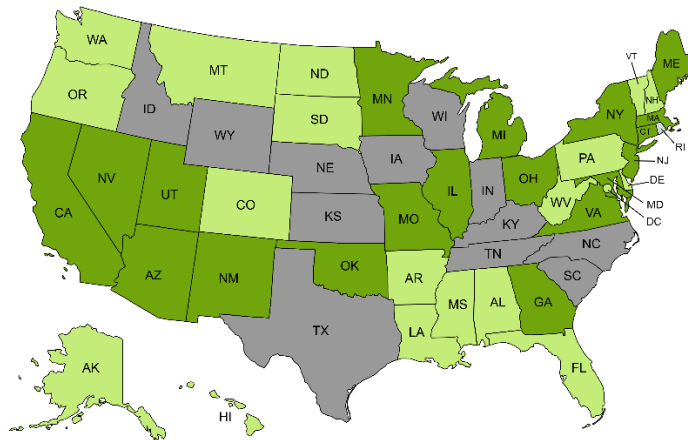 WA
MT
ND
MN
ME
VT
NH
OR
ID
SD
WI
MI
NY
MA
CT
RI
WY
IA
PA
NJ
NE
IL
IN
OH
DE
NV
UT
CO
KS
MO
WV
VA
MD
DC
CA
KY
AZ
NM
OK
AR
TN
NC
SC
MS
AL
GA
TX
LA
FL
AK
HI